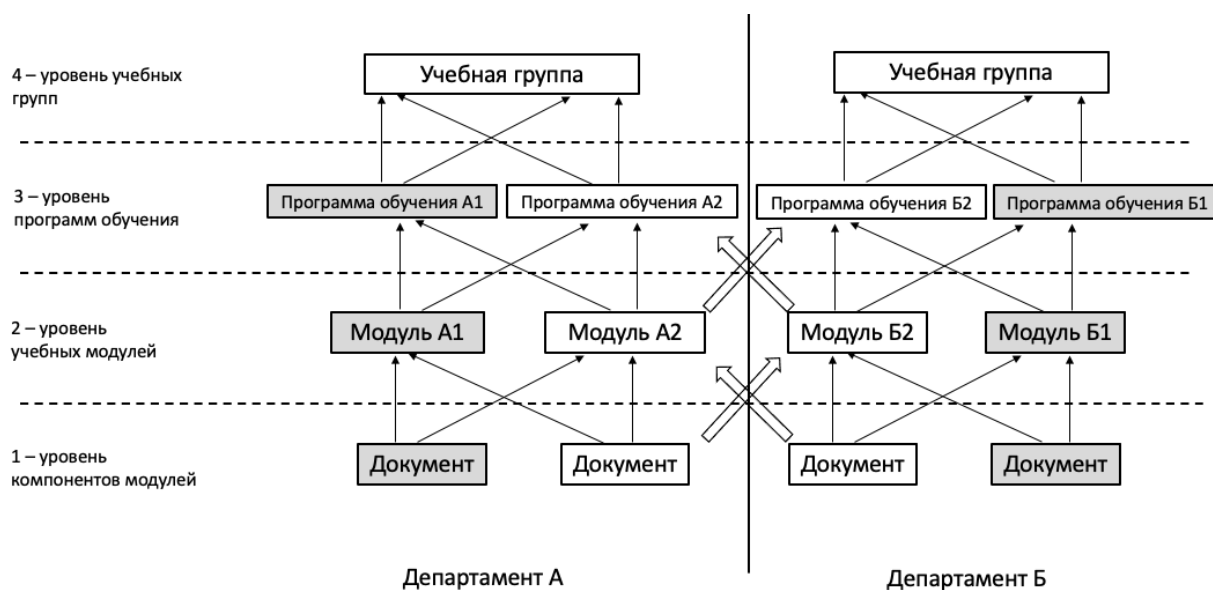 4 – уровень учебных
групп
Учебная группа
Учебная группа
3 – уровень
программ обучения
Программа обучения А1
Программа обучения А2
Программа обучения Б2
Программа обучения Б1
2 – уровень
учебных модулей
Модуль А1
Модуль А2
Модуль Б2
Модуль Б1
1 – уровень
компонентов модулей
Документ
Документ
Документ
Документ
Департамент А
Департамент Б